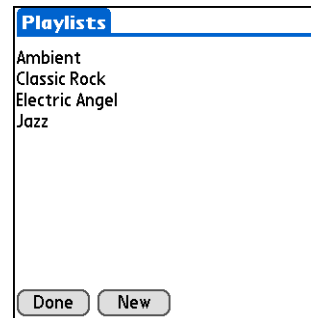 Playlists
Ambient
Classic Rock
Electric Angel
Jazz
Done New